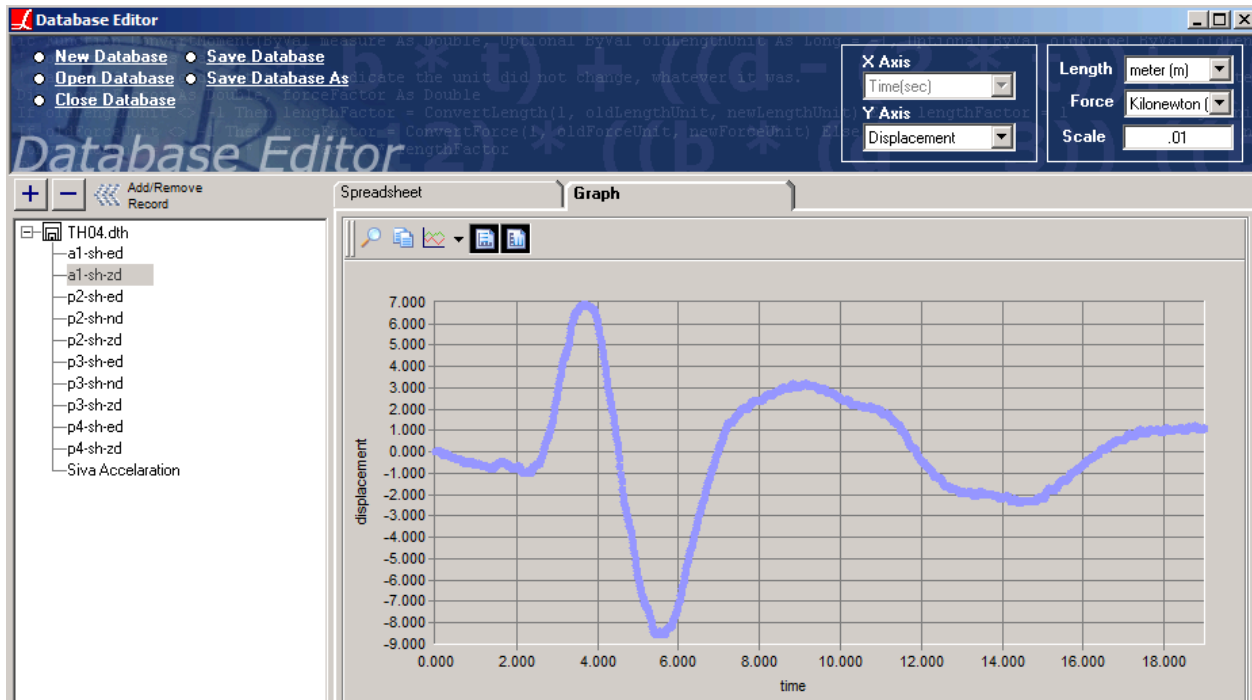 Database Editor
New Database
Save Database
Open Database
Save Database As
Close Database
Database Editor
X Axis
Time(sec)
Y Axis
Displacement
Length
meter (m)
Force
Kilonewton (
Scale
.01
Add/Remove
Record
Spreadsheet
Graph
TH04.dth
a1-sh-ed
a1-sh-zd
p2-sh-ed
p2-sh-nd
p2-sh-zd
p3-sh-ed
p3-sh-nd
p3-sh-zd
p4-sh-ed
p4-sh-zd
Siva Accelaration
7.000
6.000
5.000
4.000
3.000
2.000
1.000
0.000
-1.000
-2.000
-3.000
-4.000
-5.000
-6.000
-7.000
-8.000
-9.000
displacement
0.000 2.000 4.000 6.000 8.000 10.000 12.000 14.000 16.000 18.000
time